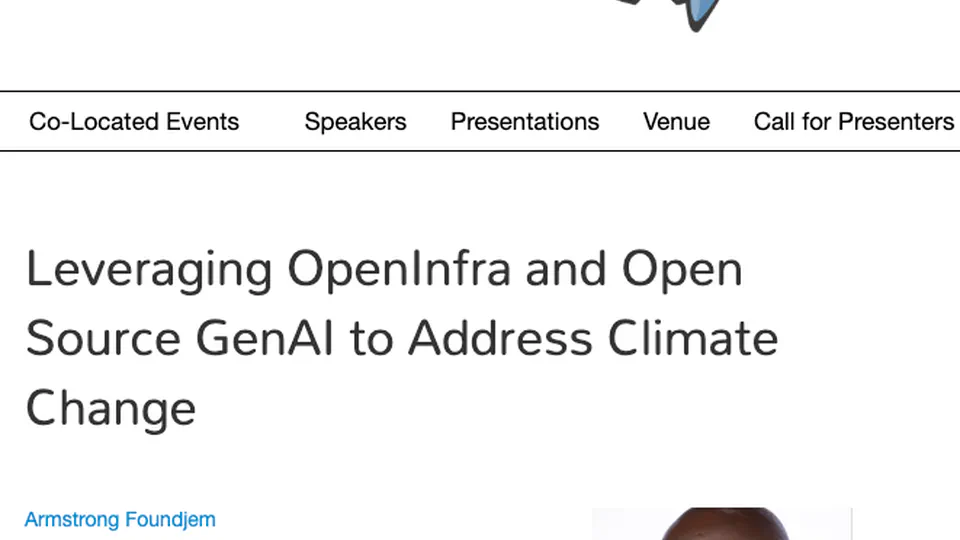 Co-Located Events Speakers Presentations Venue Call for Presenters
Leveraging OpenInfra and Open
Source GenAI to Address Climate
Change
Armstrong Foundjem